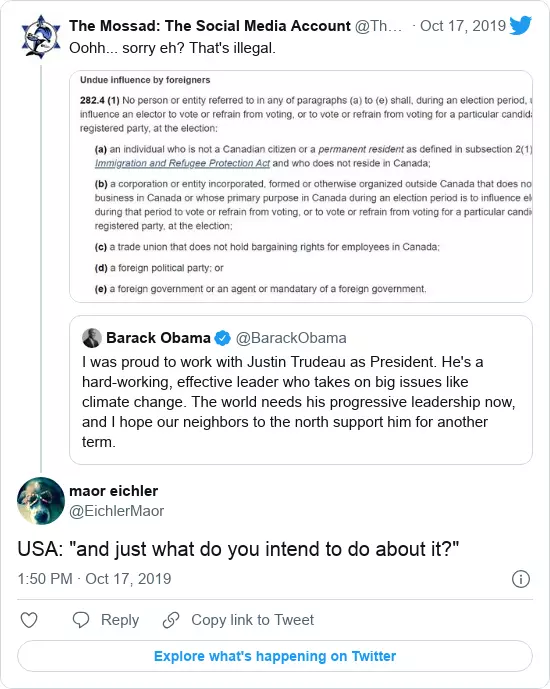 The Mossad: The Social Media Account @Th... · Oct 17, 2019
Oohh... sorry eh? That's illegal.
Undue influence by foreigners
282.4 (1) No person or entity referred to in any of paragraphs (a) to (e) shall, during an election period,
influence an elector to vote or refrain from voting, or to vote or refrain from voting for a particular
registered party, at the election:
(a) an individual who is not a Canadian citizen or a permanent resident as defined in subsection 2(1)
Immigration and Refugee Protection Act and who does not reside in Canada;
(b) a corporation or entity incorporated, formed or otherwise organized outside Canada that does
business in Canada or whose primary purpose in Canada during an election period is to influence
during that period to vote or refrain from voting, or to vote or refrain from voting for a particular
registered party, at the election;
(c) a trade union that does not hold bargaining rights for employees in Canada;
(d) a foreign political party; or
(e) a foreign government or an agent or mandatary of a foreign government.
Barack Obama @BarackObama
I was proud to work with Justin Trudeau as President. He's a
hard-working, effective leader who takes on big issues like
climate change. The world needs his progressive leadership now,
and I hope our neighbors to the north support him for another
term.
maor eichler
@EichlerMaor
USA: "and just what do you intend to do about it?"
1:50 PM · Oct 17, 2019
Reply
Copy link to Tweet
Explore what's happening on Twitter